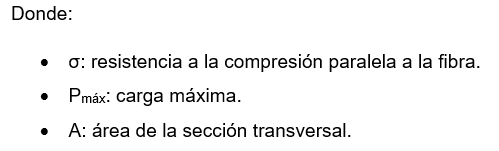 Donde:
• σ: resistencia a la compresión paralela a la fibra.
• Pmáx: carga máxima.
• A: área de la sección transversal.